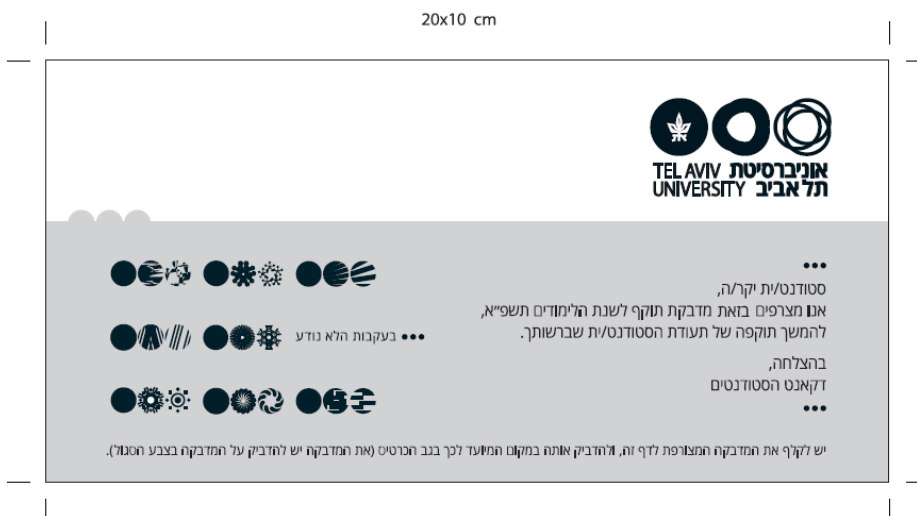 20x10 cm
אוניברסיטת TEL AVIV
תל אביב UNIVERSITY
סטודנט/ית יקר/ה,
אנו מצרפים בזאת מדבקת תוקף לשנת הלימודים תשפ״א,
להמשך תוקפה של תעודת הסטודנט/ית שברשותך.
בהצלחה,
דקאנט הסטודנטים
בעקבות הלא נודע
יש לקלף את המדבקה המצורפת לדף זה, ולהדביק אותה במקום המיועד לכך בגב הכרטיס (את המדבקה יש להדביק על המדבקה בצבע הסגול).